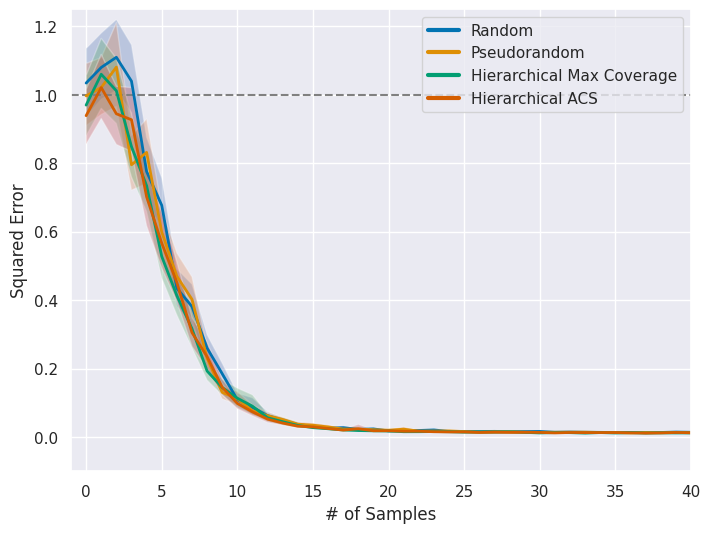 Random
Pseudorandom
Hierarchical Max Coverage
Hierarchical ACS
Squared Error
1.2
1.0
0.8
0.6
0.4
0.2
0.0
0 5 10 15 20 25 30 35 40
# of Samples